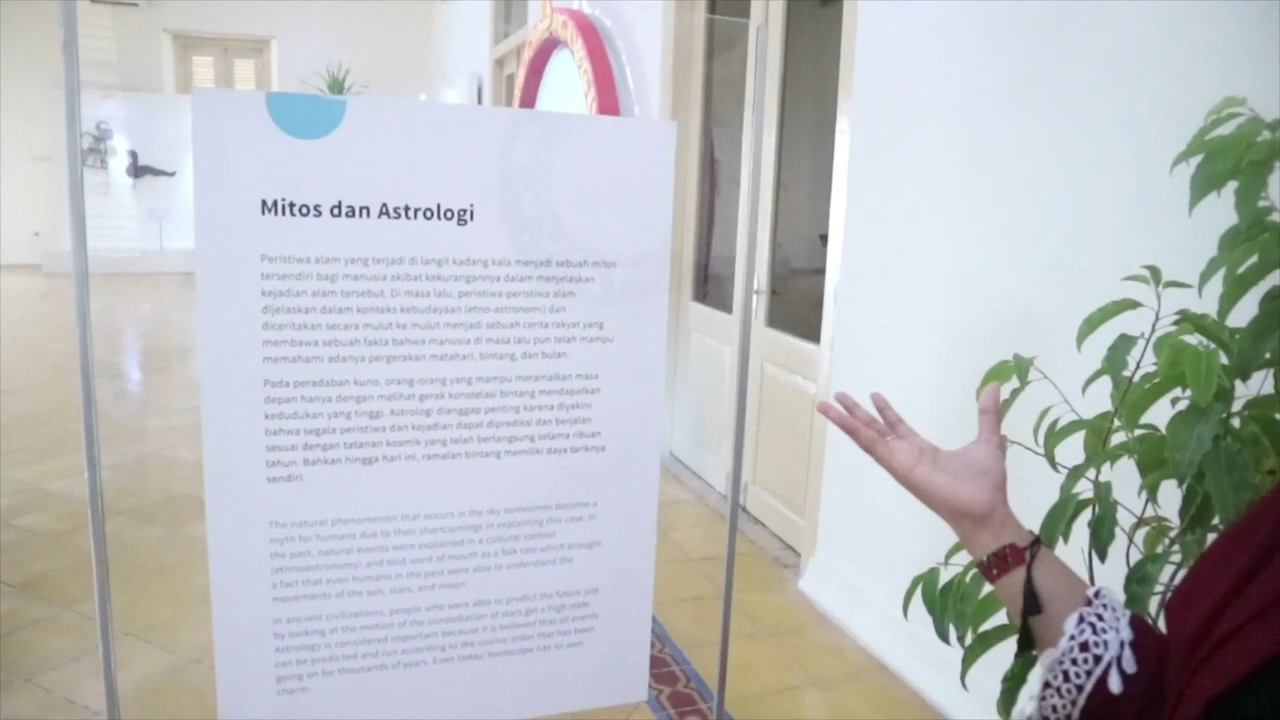 Mitos dan Astrologi
Peristiwa alam yang terjadi di langit kadang kala menjadi sebuah mitos
tersendiri bagi manusia akibat kekurangannya dalam menjelaskan
kejadian alam tersebut. Di masa lalu, peristiwa-peristiwa alam
dijelaskan dalam konteks kebudayaan (etno-astronomi) dan
diceritakan secara mulut ke mulut menjadi sebuah cerita rakyat yang
membawa sebuah fakta bahwa manusia di masa lalu pun telah mampu
memahami adanya pergerakan matahari, bintang, dan bulan.
Pada peradaban kuno, orang-orang yang mampu meramalkan masa
depan hanya dengan melihat gerak konstelasi bintang mendapatkan
kedudukan yang tinggi. Astrologi dianggap penting karena diyakini
bahwa segala peristiwa dan kejadian dapat diprediksi dan berjalan
sesuai dengan tatanan kosmik yang telah berlangsung selama ribuan
tahun. Bahkan hingga hari ini, ramalan bintang memiliki daya tariknya
sendiri.
The natural phenomenon that occurs in the sky sometimes become a
myth for humans due to their shortcomings in explaining this case. In
the past, natural events were explained in a cultural context
(ethnoastronomy) and told word of mouth as a folk tale which brought
a fact that even humans in the past were able to understand the
movements of the sun, stars, and moon.
In ancient civilizations, people who were able to predict the future just
by looking at the motion of the constellation of stars get a high state.
Astrology is considered important because it is believed that all events
can be predicted and run according to the cosmic order that has been
going on for thousands of years. Even today, horoscope has its own
charm.